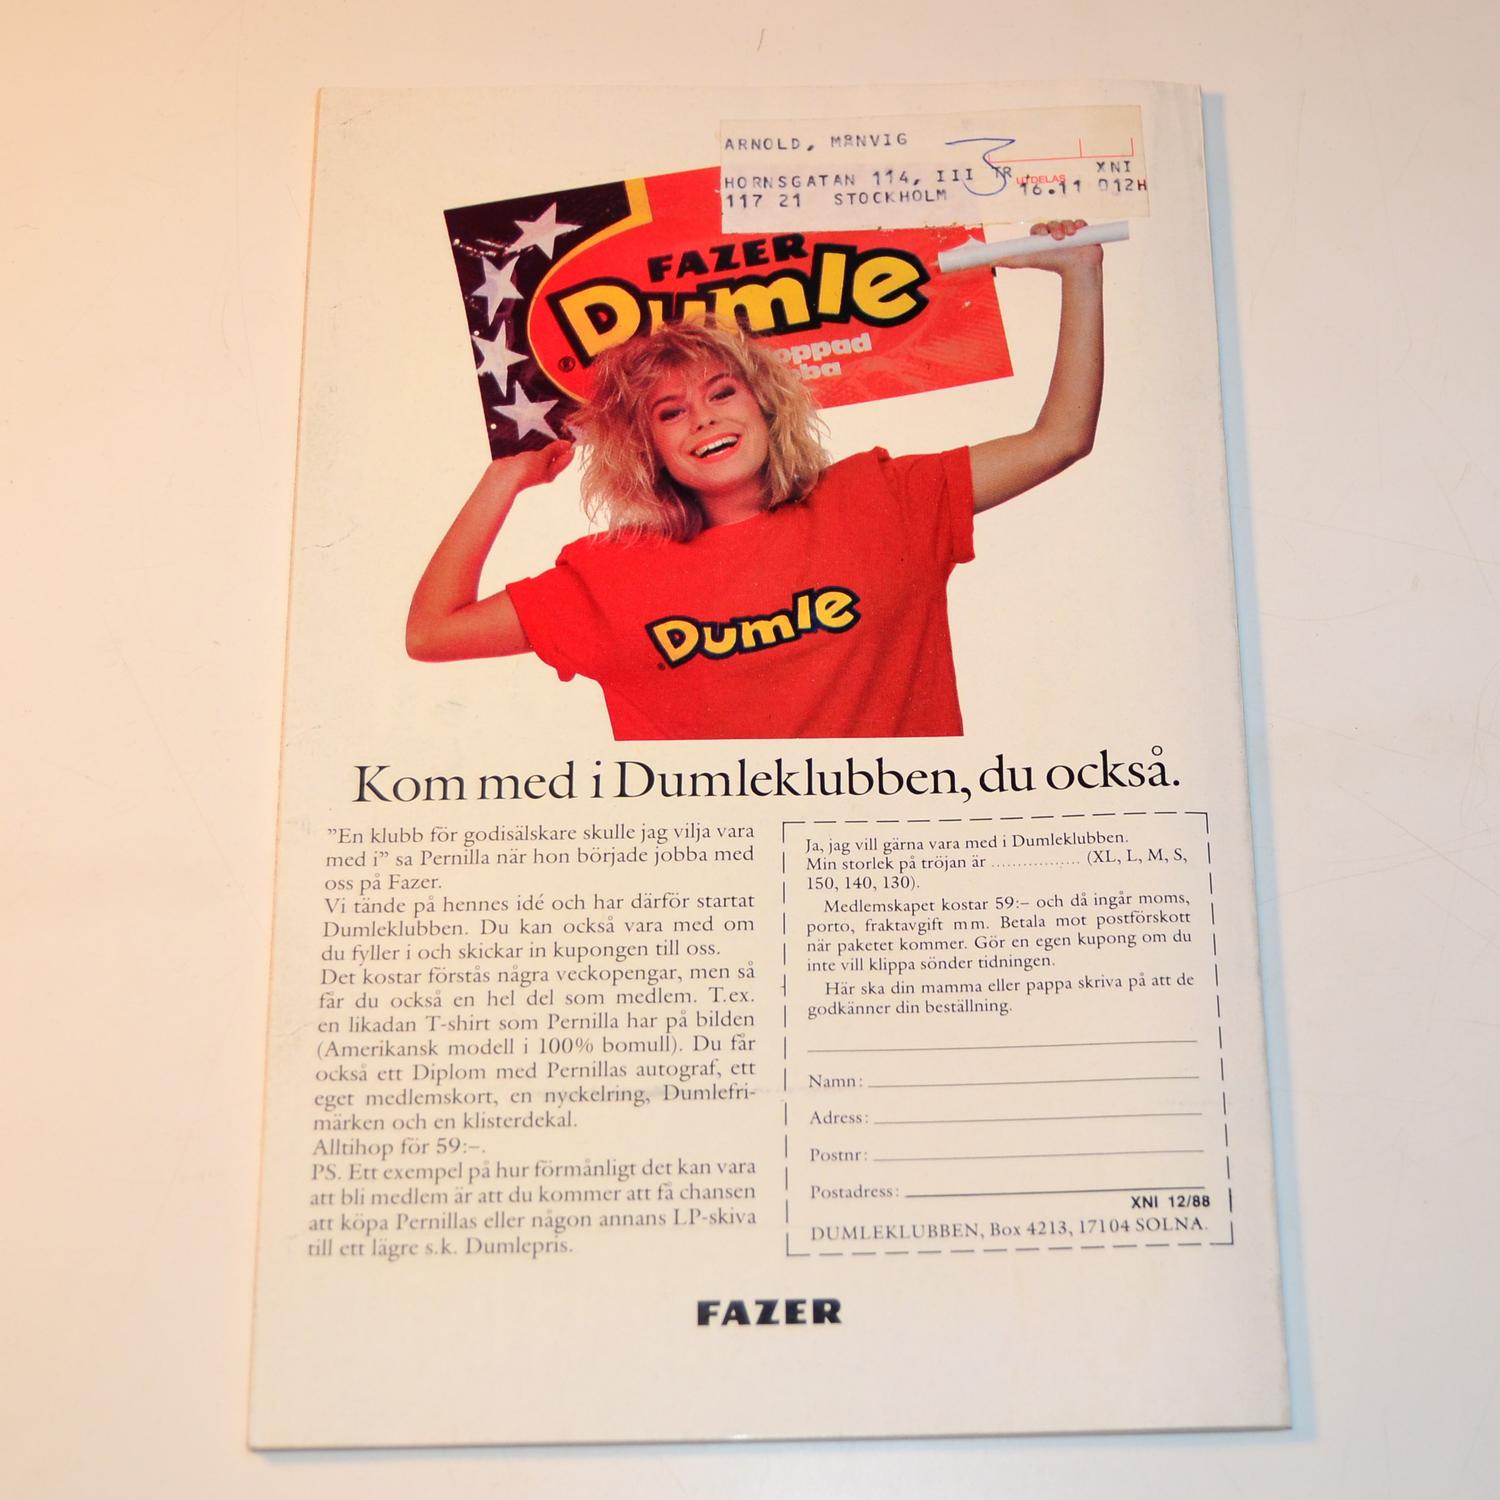 ARNOLD, MANVIG
HORNSGATAN 114, III TR
117 21 STOCKHOLM
UTDELAS
16.11
XNI
012H
FAZER
Dumle
®
oppad
bba
Dumle
Kom med i Dumleklubben, du också.
”En klubb för godisälskare skulle jag vilja vara
med i” sa Pernilla när hon började jobba med
oss på Fazer.
Vi tände på hennes idé och har därför startat
Dumleklubben. Du kan också vara med om
du fyller i och skickar in kupongen till oss.
Det kostar förstås några veckopengar, men så
får du också en hel del som medlem. T.ex.
en likadan T-shirt som Pernilla har på bilden
(Amerikansk modell i 100% bomull). Du får
också ett Diplom med Pernillas autograf, ett
eget medlemskort, en nyckelring, Dumlefri-
märken och en klisterdekal.
Alltihop för 59:–.
PS. Ett exempel på hur förmånligt det kan vara
att bli medlem är att du kommer att få chansen
att köpa Pernillas eller någon annans LP-skiva
till ett lägre s.k. Dumlepris.
Ja, jag vill gärna vara med i Dumleklubben.
Min storlek på tröjan är .................. (XL, L, M, S,
150, 140, 130).
Medlemskapet kostar 59:– och då ingår moms,
porto, fraktavgift mm. Betala mot postförskott
när paketet kommer. Gör en egen kupong om du
inte vill klippa sönder tidningen.
Här ska din mamma eller pappa skriva på att de
godkänner din beställning.
Namn:
Adress:
Postnr:
Postadress:
XNI 12/88
DUMLEKLUBBEN, Box 4213, 17104 SOLNA.
FAZER